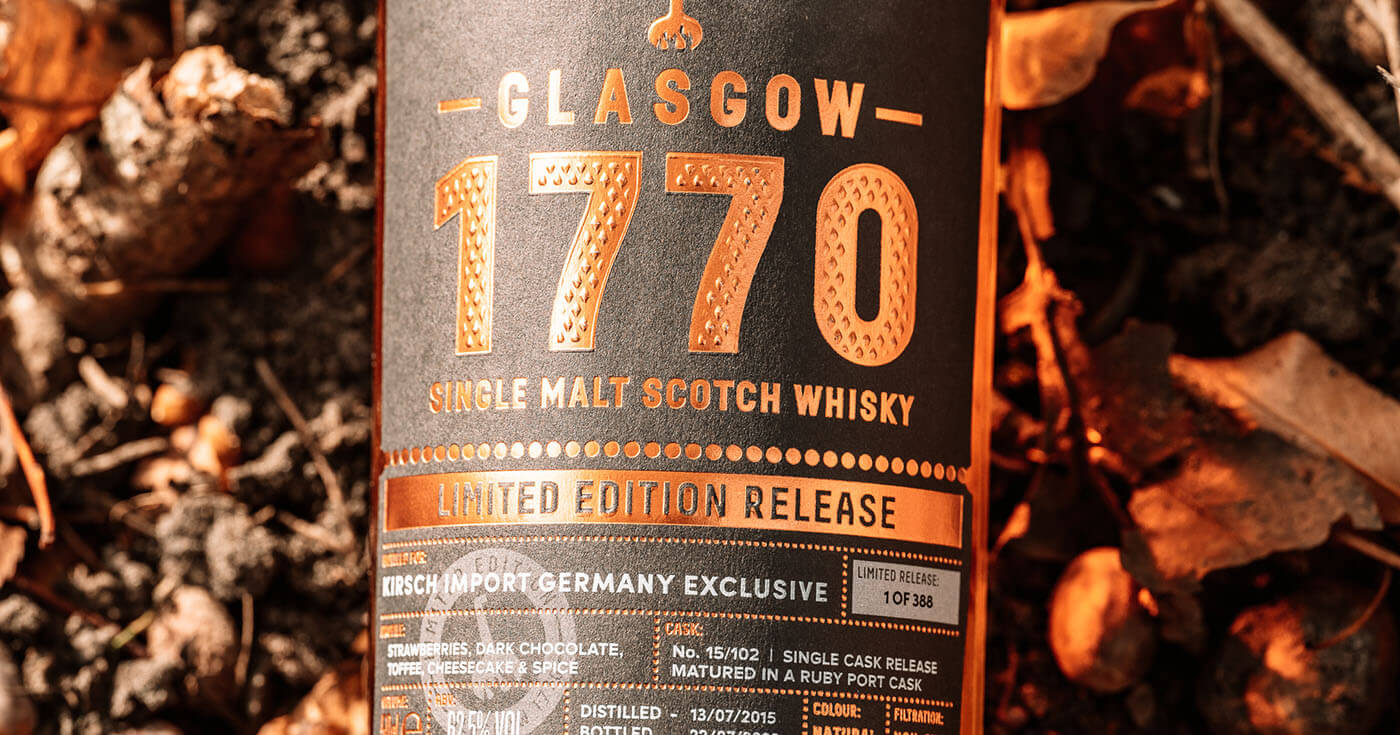 GLASGOW
1770
SINGLE MALT SCOTCH WHISKY
LIMITED EDITION RELEASE
KIRSCH IMPORT GERMANY EXCLUSIVE
LIMITED RELEASE:
1 OF 388
STRAWBERRIES, DARK CHOCOLATE,
TOFFEE, CHEESECAKE & SPICE
CASK:
No. 15/102 | SINGLE CASK RELEASE
MATURED IN A RUBY PORT CASK
ABV:
62.5% VOL
DISTILLED - 13/07/2015
BOTTLED
COLOUR:
NATURAL
FILTRATION: